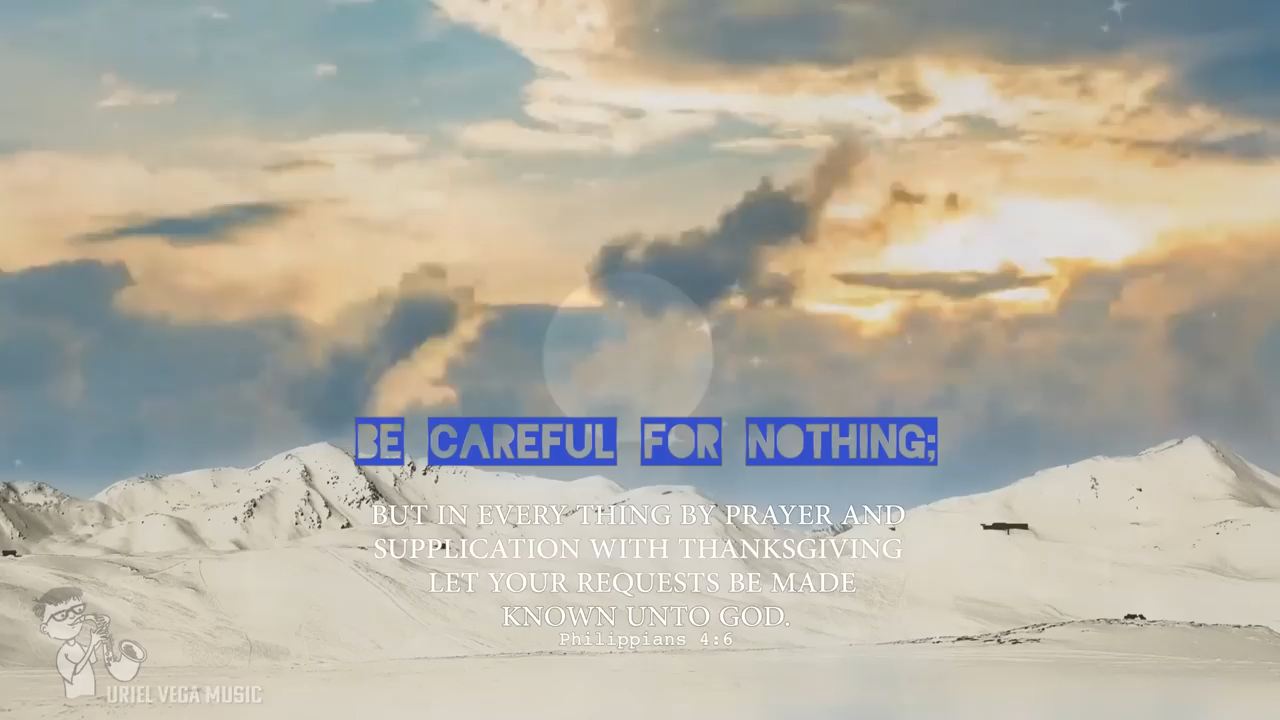 BE CAREFUL FOR NOTHING;
BUT IN EVERY THING BY PRAYER AND
SUPPLICATION WITH THANKSGIVING
LET YOUR REQUESTS BE MADE
KNOWN UNTO GOD.
Philippians 4:6
URIEL VEGA MUSIC